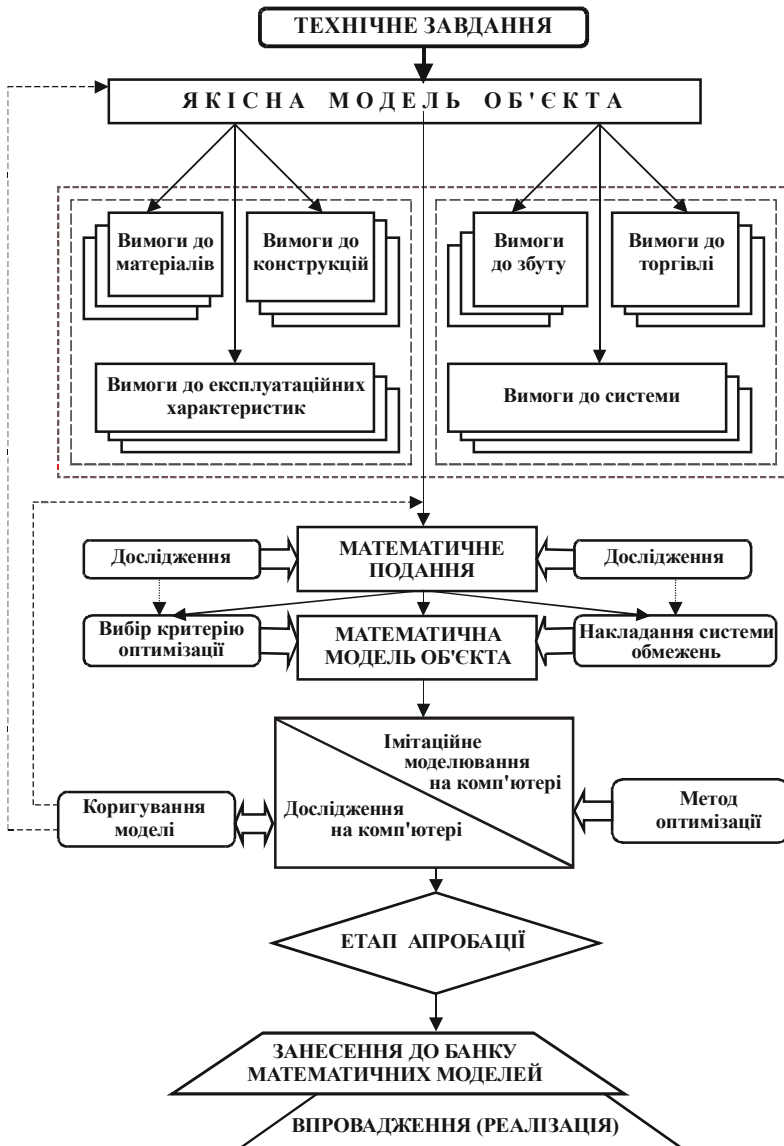 ТЕХНІЧНЕ ЗАВДАННЯ
ЯКІСНА МОДЕЛЬ ОБ'ЄКТА
Вимоги до
матеріалів
Вимоги до
конструкцій
Вимоги
до збуту
Вимоги до
торгівлі
Вимоги до експлуатаційних
характеристик
Вимоги до системи
Дослідження
МАТЕМАТИЧНЕ
ПОДАННЯ
Дослідження
Вибір критерію
оптимізації
МАТЕМАТИЧНА
МОДЕЛЬ ОБ'ЄКТА
Накладання системи
обмежень
Імітаційне
моделювання
на комп'ютері
Коригування
моделі
Дослідження
на комп'ютері
Метод
оптимізації
ЕТАП АПРОБАЦІЇ
ЗАНЕСЕННЯ ДО БАНКУ
МАТЕМАТИЧНИХ МОДЕЛЕЙ
ВПРОВАДЖЕННЯ (РЕАЛІЗАЦІЯ)